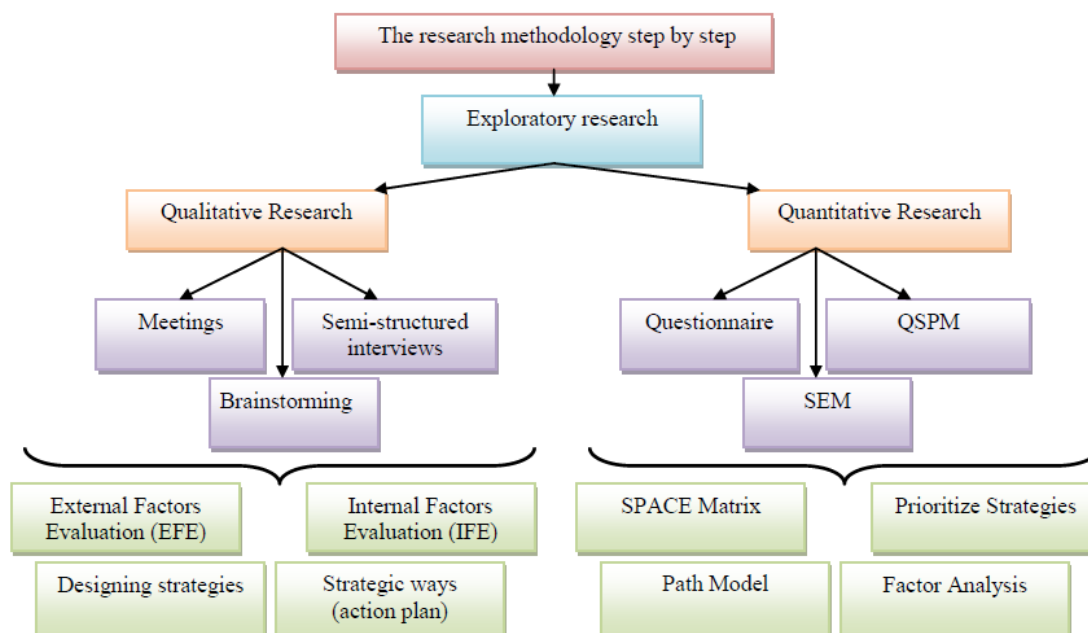 The research methodology step by step
Exploratory research
Qualitative Research
Quantitative Research
Meetings
Semi-structured
interviews
Questionnaire
QSPM
Brainstorming
SEM
External Factors
Evaluation (EFE)
Internal Factors
Evaluation (IFE)
SPACE Matrix
Prioritize Strategies
Designing strategies
Strategic ways
(action plan)
Path Model
Factor Analysis